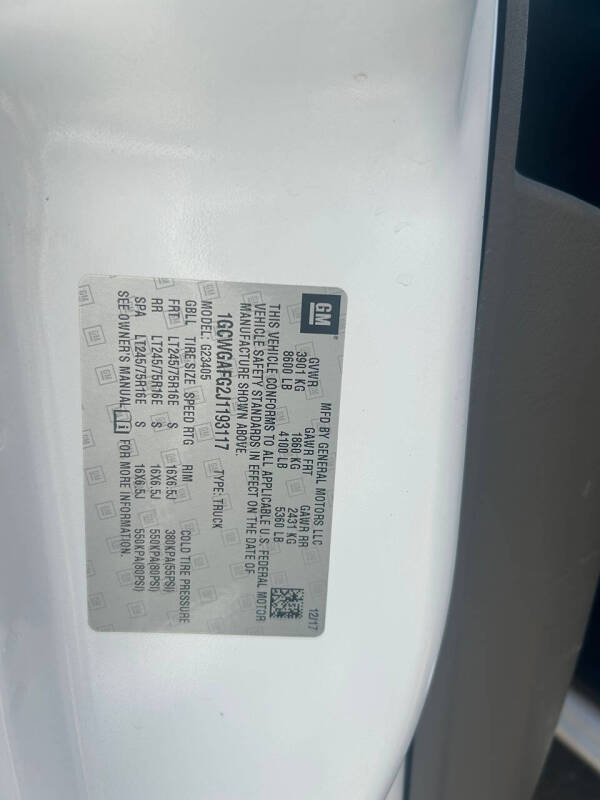 GM
MFD BY GENERAL MOTORS LLC 12/17
GVWR GAWR FRT GAWR RR
3901 KG 1860 KG 2431 KG
8600 LB 4100 LB 5360 LB
THIS VEHICLE CONFORMS TO ALL APPLICABLE U.S. FEDERAL MOTOR
VEHICLE SAFETY STANDARDS IN EFFECT ON THE DATE OF
MANUFACTURE SHOWN ABOVE.
1GCWGAFG2J1193117 TYPE: TRUCK
MODEL: G23405
GBLL TIRE SIZE SPEED RTG RIM COLD TIRE PRESSURE
FRT LT245/75R16E S 16X6.5J 380KPA(55PSI)
RR LT245/75R16E S 16X6.5J 550KPA(80PSI)
SPA LT245/75R16E S 16X6.5J 550KPA(80PSI)
SEE OWNER'S MANUAL i FOR MORE INFORMATION.